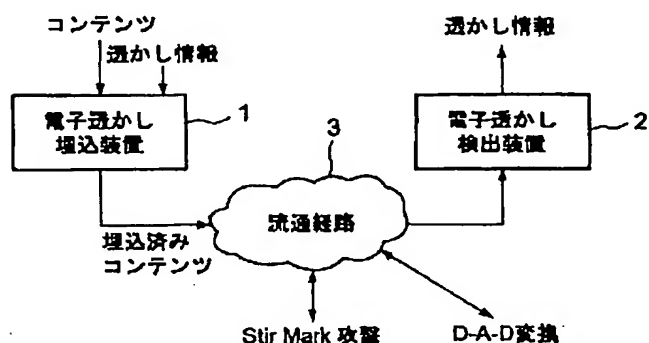 コンテンツ
透かし情報
電子透かし
埋込装置
1
埋込済み
コンテンツ
3
流通経路
透かし情報
電子透かし
検出装置
2
Stir Mark 攻撃
D-A-D変換